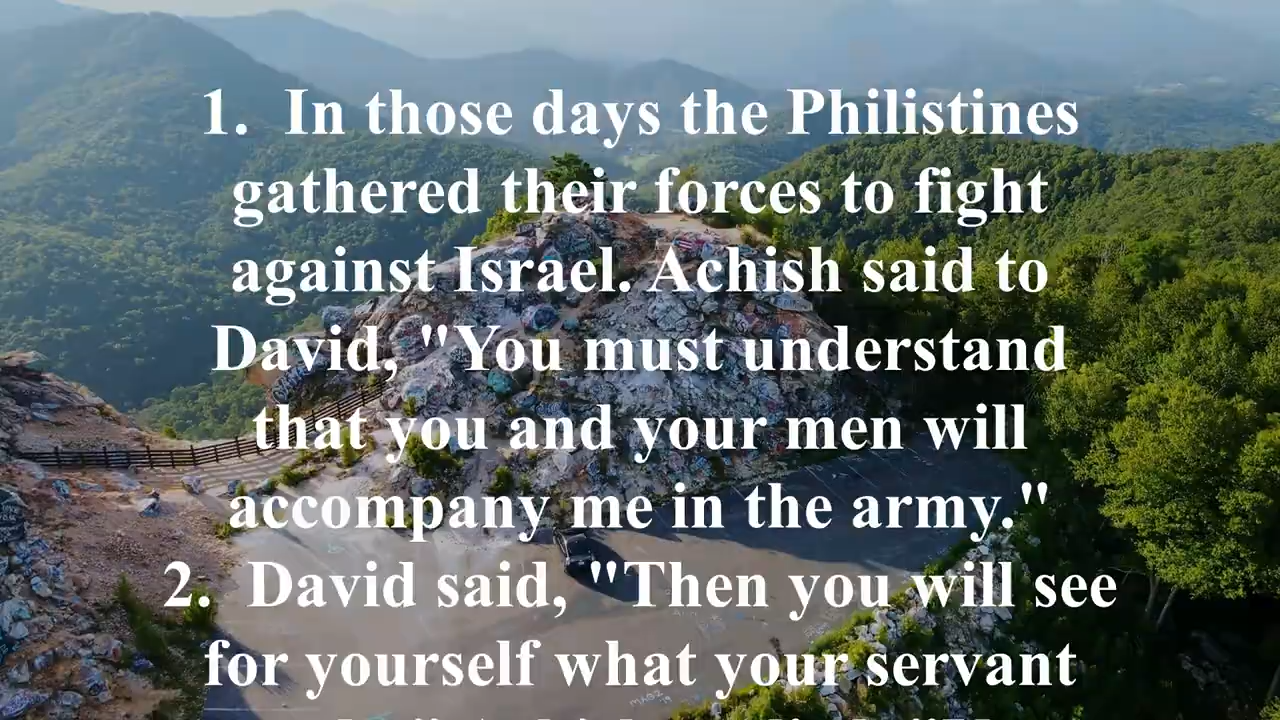 1. In those days the Philistines
gathered their forces to fight
against Israel. Achish said to
David, "You must understand
that you and your men will
accompany me in the army."
2. David said, "Then you will see
for yourself what your servant